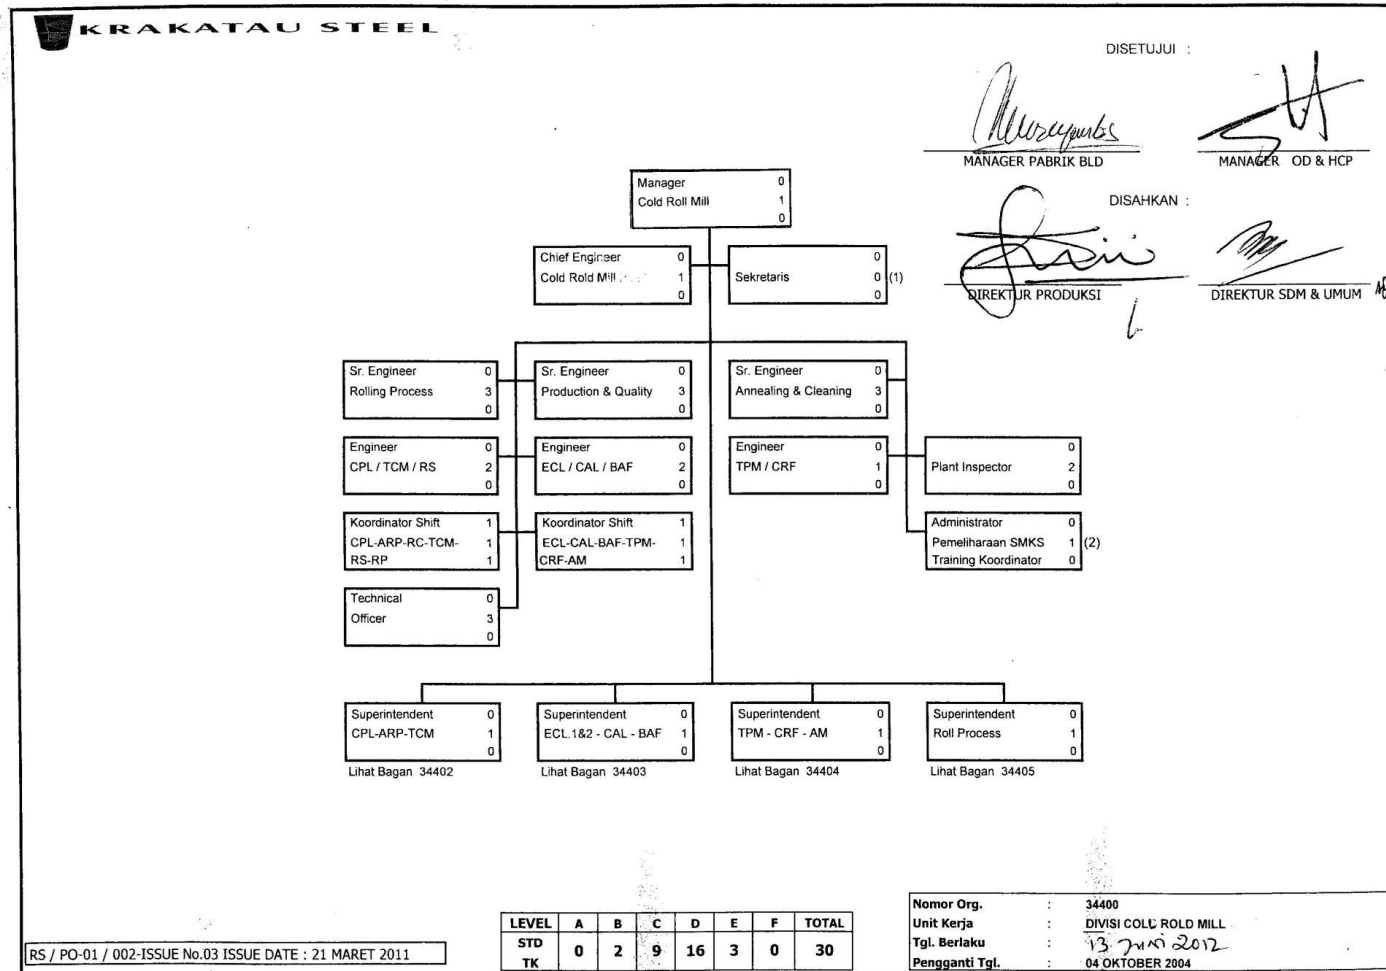 KRAKATAU STEEL
DISETUJUI :
MANAGER PABRIK BLD
MANAGER OD & HCP
DISAHKAN :
DIREKTUR PRODUKSI
DIREKTUR SDM & UMUM
Manager 0
Cold Roll Mill 1
0
Chief Engineer 0
Cold Rold Mill 1
0
0
Sekretaris 0 (1)
0
Sr. Engineer 0
Rolling Process 3
0
Sr. Engineer 0
Production & Quality 3
0
Sr. Engineer 0
Annealing & Cleaning 3
0
Engineer 0
CPL / TCM / RS 2
0
Engineer 0
ECL / CAL / BAF 2
0
Engineer 0
TPM / CRF 1
0
0
Plant Inspector 2
0
Koordinator Shift 1
CPL-ARP-RC-TCM- 1
RS-RP 1
Koordinator Shift 1
ECL-CAL-BAF-TPM- 1
CRF-AM 1
Administrator 0
Pemeliharaan SMKS 1 (2)
Training Koordinator 0
Technical 0
Officer 3
0
Superintendent 0
CPL-ARP-TCM 1
0
Lihat Bagan 34402
Superintendent 0
ECL.1&2 - CAL - BAF 1
0
Lihat Bagan 34403
Superintendent 0
TPM - CRF - AM 1
0
Lihat Bagan 34404
Superintendent 0
Roll Process 1
0
Lihat Bagan 34405
RS / PO-01 / 002-ISSUE No.03 ISSUE DATE : 21 MARET 2011
LEVEL A B C D E F TOTAL
STD TK 0 2 9 16 3 0 30
Nomor Org. : 34400
Unit Kerja : DIVISI COLL ROLD MILL
Tgl. Berlaku : 13 Juni 2012
Pengganti Tgl. : 04 OKTOBER 2004